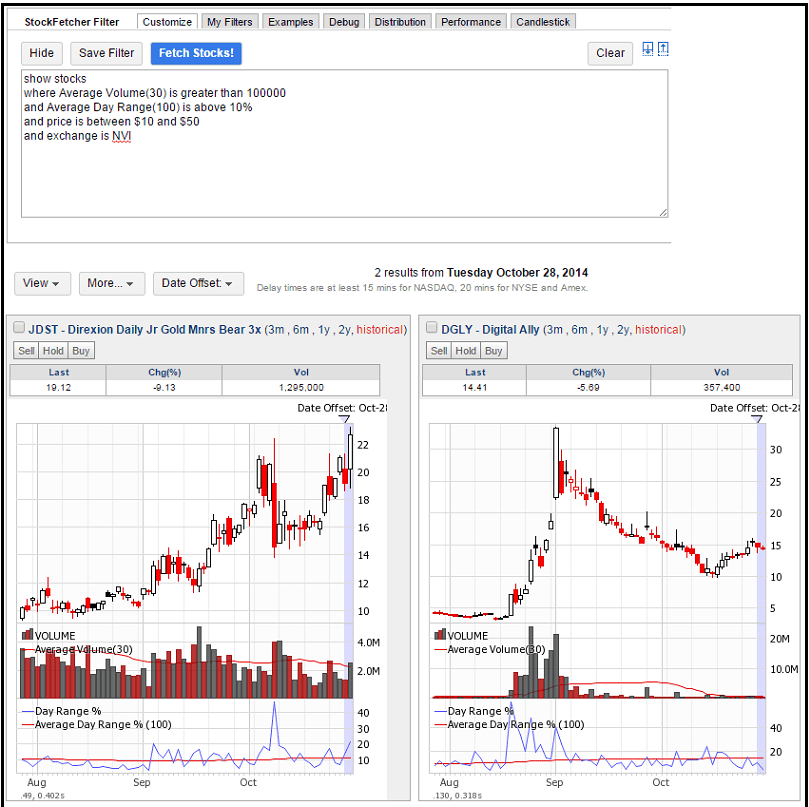 StockFetcher Filter Customize My Filters Examples Debug Distribution Performance Candlestick
Hide Save Filter Fetch Stocks! Clear
show stocks
where Average Volume(30) is greater than 100000
and Average Day Range(100) is above 10%
and price is between $10 and $50
and exchange is NVI
View More... Date Offset: 2 results from Tuesday October 28, 2014
Delay times are at least 15 mins for NASDAQ, 20 mins for NYSE and Amex.
JDST - Direxion Daily Jr Gold Mnrs Bear 3x (3m , 6m , 1y , 2y, historical)
Sell Hold Buy
Last Chg(%) Vol
19.12 -9.13 1,295,000
Date Offset: Oct-28
22
20
18
16
14
12
10
VOLUME
Average Volume(30)
4.0M
2.0M
Day Range %
Average Day Range % (100)
40
30
20
10
Aug Sep Oct
.49, 0.402s
DGLY - Digital Ally (3m , 6m , 1y , 2y, historical)
Sell Hold Buy
Last Chg(%) Vol
14.41 -5.69 357,400
Date Offset: Oct-28
30
25
20
15
10
5
VOLUME
Average Volume(30)
20M
10.0M
Day Range %
Average Day Range % (100)
40
20
Aug Sep Oct
.130, 0.318s